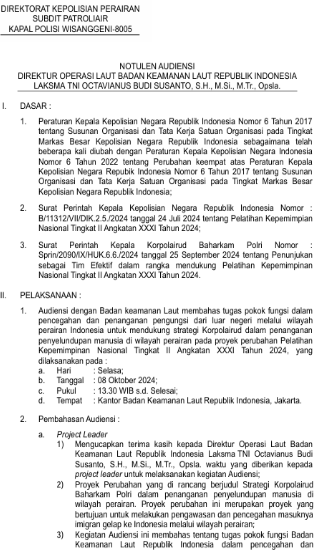 DIREKTORAT KEPOLISIAN PERAIRAN
SUBDIT PATROLIAIR
KAPAL POLISI WISANGGENI-8005
NOTULEN AUDIENSI
DIREKTUR OPERASI LAUT BADAN KEAMANAN LAUT REPUBLIK INDONESIA
LAKSMA TNI OCTAVIANUS BUDI SUSANTO, S.H., M.Si., M.Tr., Opsla.
I. DASAR :
1. Peraturan Kepala Kepolisian Negara Republik Indonesia Nomor 6 Tahun 2017
tentang Susunan Organisasi dan Tata Kerja Satuan Organisasi pada Tingkat
Markas Besar Kepolisian Negara Republik Indonesia sebagaimana telah
beberapa kali diubah dengan Peraturan Kepala Kepolisian Negara Indonesia
Nomor 6 Tahun 2022 tentang Perubahan keempat atas Peraturan Kepala
Kepolisian Negara Republik Indonesia Nomor 6 Tahun 2017 tentang Susunan
Organisasi dan Tata Kerja Satuan Organisasi pada Tingkat Markas Besar
Kepolisian Negara Republik Indonesia;
2. Surat Perintah Kepala Kepolisian Negara Republik Indonesia Nomor :
B/11312/VII/DIK.2.5./2024 tanggal 24 Juli 2024 tentang Pelatihan Kepemimpian
Nasional Tingkat II Angkatan XXXI Tahun 2024;
3. Surat Perintah Kepala Korpolairud Baharkam Polri Nomor :
Sprin/2090/IX/HUK.6.6./2024 tanggal 25 September 2024 tentang Penunjukan
sebagai Tim Efektif dalam rangka mendukung Pelatihan Kepemimpinan
Nasional Tingkat II Angkatan XXXI Tahun 2024.
II. PELAKSANAAN :
1. Audiensi dengan Badan keamanan Laut membahas tugas pokok fungsi dalam
pencegahan dan penanganan pengungsi dari luar negeri melalui wilayah
perairan Indonesia untuk mendukung strategi Korpolairud dalam penanganan
penyelundupan manusia di wilayah perairan pada proyek perubahan Pelatihan
Kepemimpinan Nasional Tingkat II Angkatan XXXI Tahun 2024, yang
dilaksanakan pada :
a. Hari : Selasa;
b. Tanggal : 08 Oktober 2024;
c. Pukul : 13.30 WIB s.d. Selesai;
d. Tempat : Kantor Badan Keamanan Laut Republik Indonesia, Jakarta.
2. Pembahasan Audiensi :
a. Project Leader
1) Mengucapkan terima kasih kepada Direktur Operasi Laut Badan
Keamanan Laut Republik Indonesia Laksma TNI Octavianus Budi
Susanto, S.H., M.Si., M.Tr., Opsla. waktu yang diberikan kepada
project leader untuk melaksanakan kegiatan Audiensi;
2) Proyek Perubahan yang di rancang berjudul Strategi Korpolairud
Baharkam Polri dalam penanganan penyelundupan manusia di
wilayah perairan. Proyek perubahan ini merupakan proyek yang
bertujuan untuk melakukan pengawasan dan pencegahan masuknya
imigran gelap ke Indonesia melalui wilayah perairan;
3) Kegiatan Audiensi ini membahas tentang tugas pokok fungsi Badan
Keamanan Laut Republik Indonesia dalam pencegahan dan